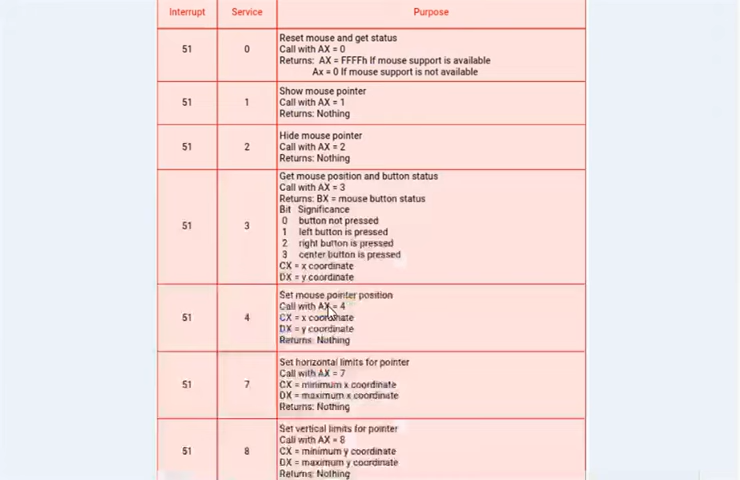 Interrupt Service Purpose
51 0 Reset mouse and get status
Call with AX = 0
Returns: AX = FFFFh If mouse support is available
Ax = 0 If mouse support is not available
51 1 Show mouse pointer
Call with AX = 1
Returns: Nothing
51 2 Hide mouse pointer
Call with AX = 2
Returns: Nothing
51 3 Get mouse position and button status
Call with AX = 3
Returns: BX = mouse button status
Bit Significance
0 button not pressed
1 left button is pressed
2 right button is pressed
3 center button is pressed
CX = x coordinate
DX = y coordinate
51 4 Set mouse pointer position
Call with AX = 4
CX = x coordinate
DX = y coordinate
Returns: Nothing
51 7 Set horizontal limits for pointer
Call with AX = 7
CX = minimum x coordinate
DX = maximum x coordinate
Returns: Nothing
51 8 Set vertical limits for pointer
Call with AX = 8
CX = minimum y coordinate
DX = maximum y coordinate
Returns: Nothing